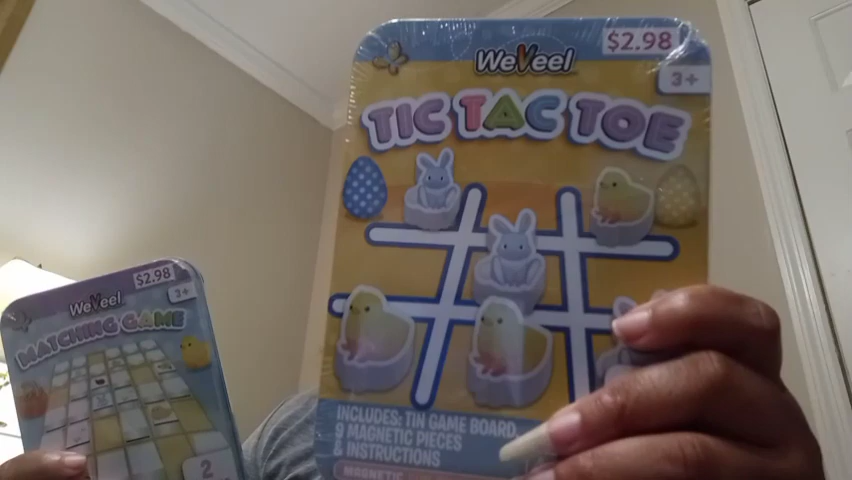 WeVeel
$2.98
3+
TIC TAC TOE
INCLUDES: TIN GAME BOARD,
9 MAGNETIC PIECES
& INSTRUCTIONS
MAGNETIC
WeVeel
$2.98
3+
MATCHING GAME
2